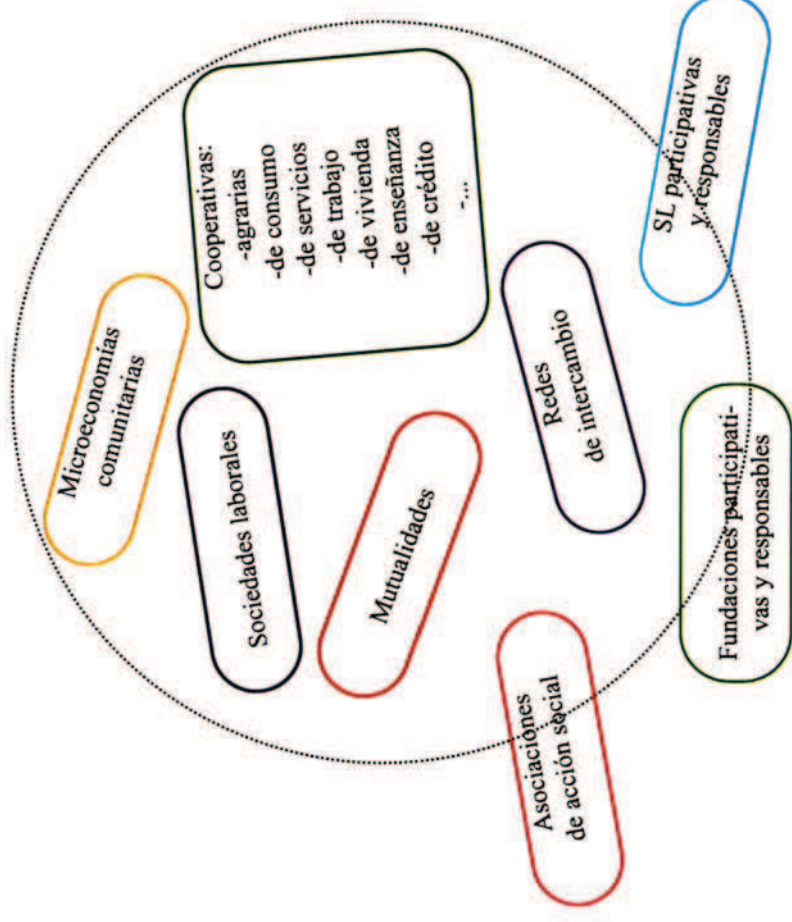 Microeconomías
comunitarias
Sociedades laborales
Cooperativas:
-agrarias
-de consumo
-de servicios
-de trabajo
-de vivienda
-de enseñanza
-de crédito
-...
Mutualidades
Asociaciones
de acción social
Redes
de intercambio
Fundaciones participati-
vas y responsables
SL participativas
y responsables